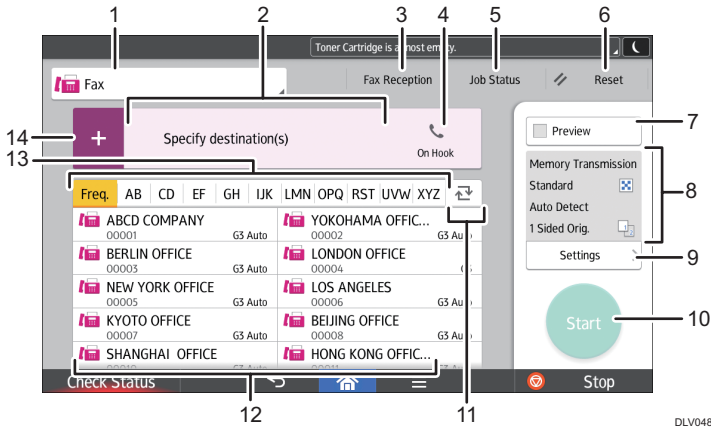 1 2 3 4 5 6
Toner Cartridge is almost empty.
Fax Fax Reception Job Status Reset
14 + Specify destination(s) On Hook
Preview 7
13
Freq. AB CD EF GH IJK LMN OPQ RST UVW XYZ
Memory Transmission
Standard
Auto Detect
1 Sided Orig.
8
Settings 9
ABCD COMPANY
00001 G3 Auto
YOKOHAMA OFFIC...
00002 G3 Auto
BERLIN OFFICE
00003 G3 Auto
LONDON OFFICE
00004
NEW YORK OFFICE
00005 G3 Auto
LOS ANGELES
00006 G3 Auto
KYOTO OFFICE
00007 G3 Auto
BEIJING OFFICE
00008 G3 Auto
SHANGHAI OFFICE
HONG KONG OFFIC...
Start 10
Check Status Stop
12 11
DLV048